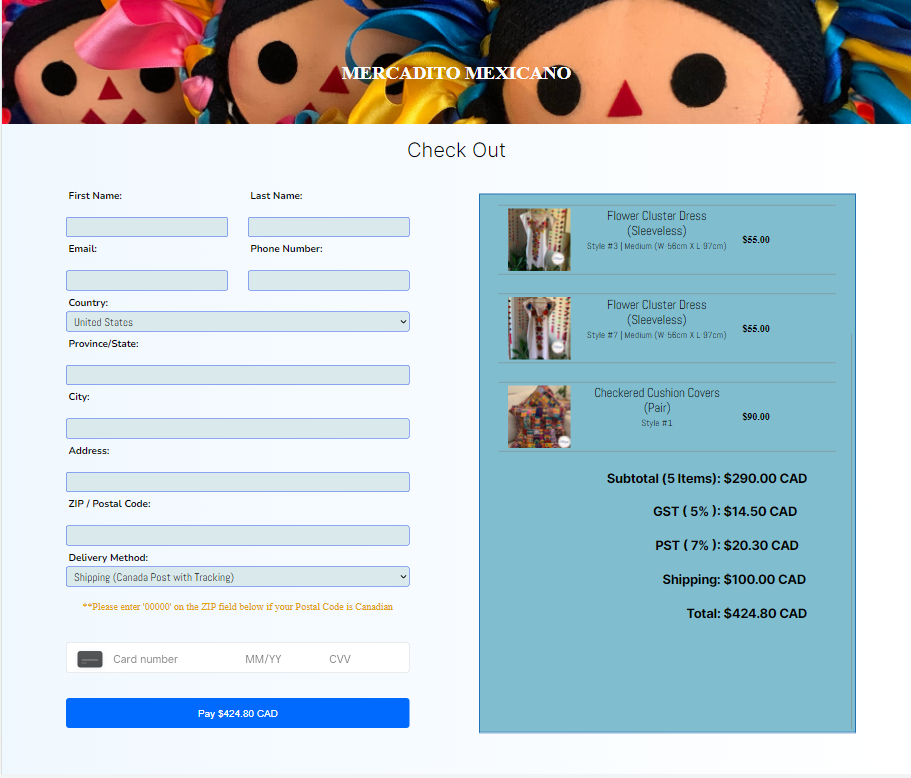 MERCADITO MEXICANO
Check Out
First Name:
Last Name:
Email:
Phone Number:
Country:
United States
Province/State:
City:
Address:
ZIP / Postal Code:
Delivery Method:
Shipping (Canada Post with Tracking)
**Please enter '00000' on the ZIP field below if your Postal Code is Canadian
Card number MM/YY CVV
Pay $424.80 CAD
Flower Cluster Dress
(Sleeveless)
Style #3 | Medium (W 56cm X L 97cm)
$55.00
Flower Cluster Dress
(Sleeveless)
Style #7 | Medium (W 56cm X L 97cm)
$55.00
Checkered Cushion Covers
(Pair)
Style #1
$90.00
Subtotal (5 Items): $290.00 CAD
GST ( 5% ): $14.50 CAD
PST ( 7% ): $20.30 CAD
Shipping: $100.00 CAD
Total: $424.80 CAD